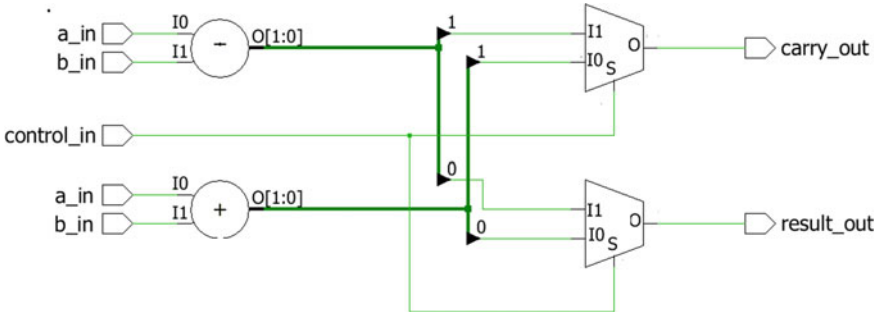 a_in I0 - O[1:0] 1 I1 O carry_out
b_in I1 1 I0 S
control_in
0
a_in I0 + O[1:0] I1 O result_out
b_in I1 0 I0 S